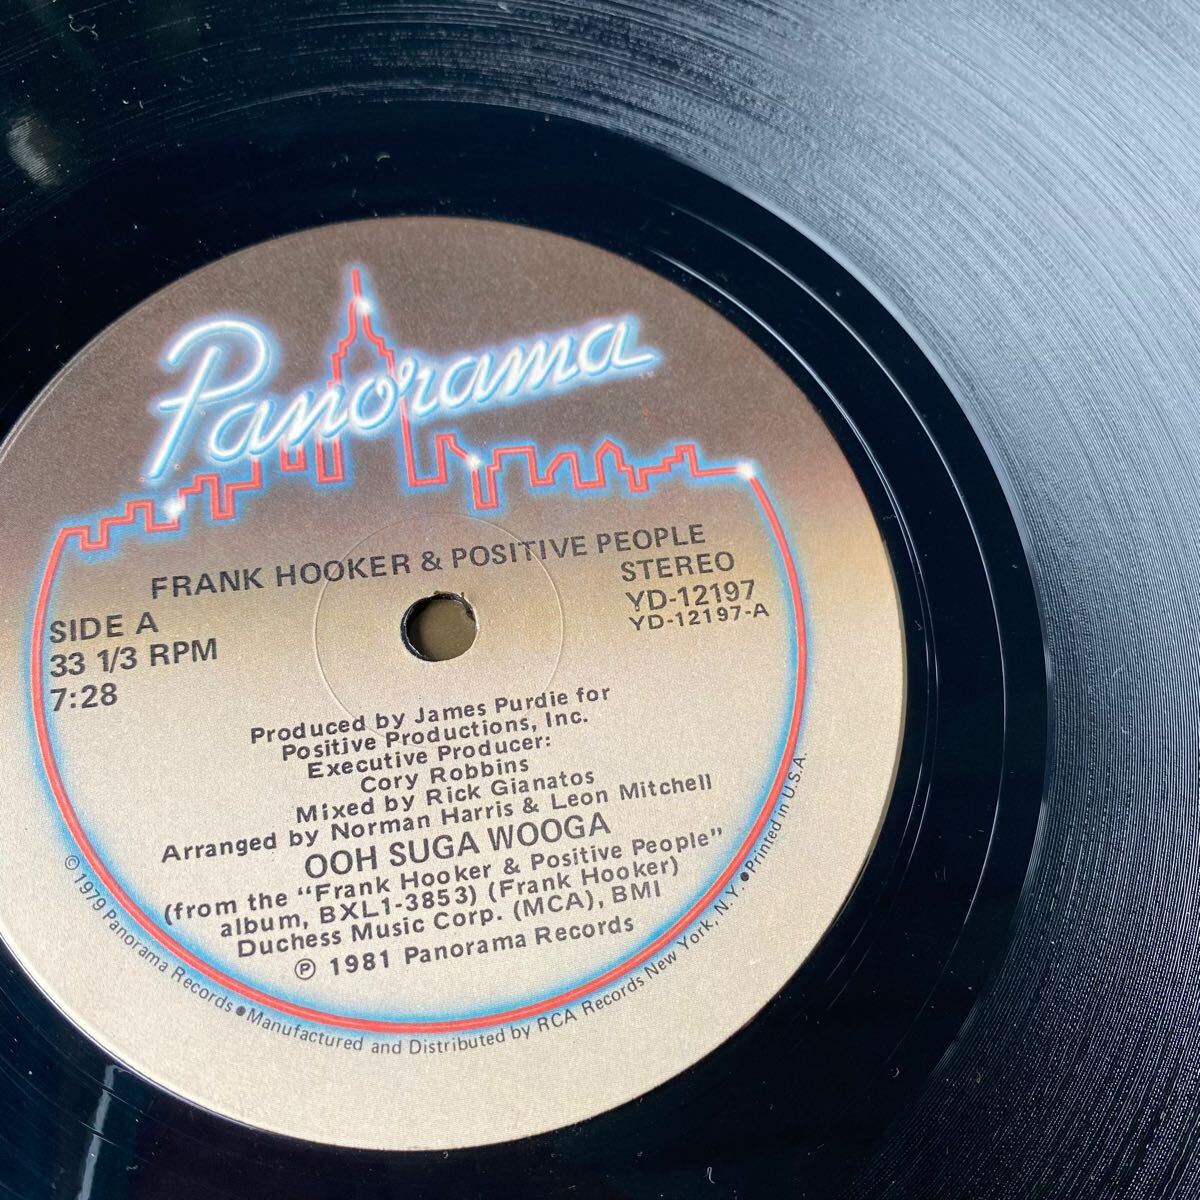 Panorama
FRANK HOOKER & POSITIVE PEOPLE
SIDE A
33 1/3 RPM
7:28
STEREO
YD-12197
YD-12197-A
Produced by James Purdie for
Positive Productions, Inc.
Executive Producer:
Cory Robbins
Mixed by Rick Gianatos
Arranged by Norman Harris & Leon Mitchell
OOH SUGA WOOGA
(from the "Frank Hooker & Positive People"
album, BXL1-3853) (Frank Hooker)
Duchess Music Corp. (MCA), BMI
℗ 1981 Panorama Records
© 1979 Panorama Records ● Manufactured and Distributed by RCA Records New York, N.Y. ● Printed in U.S.A.